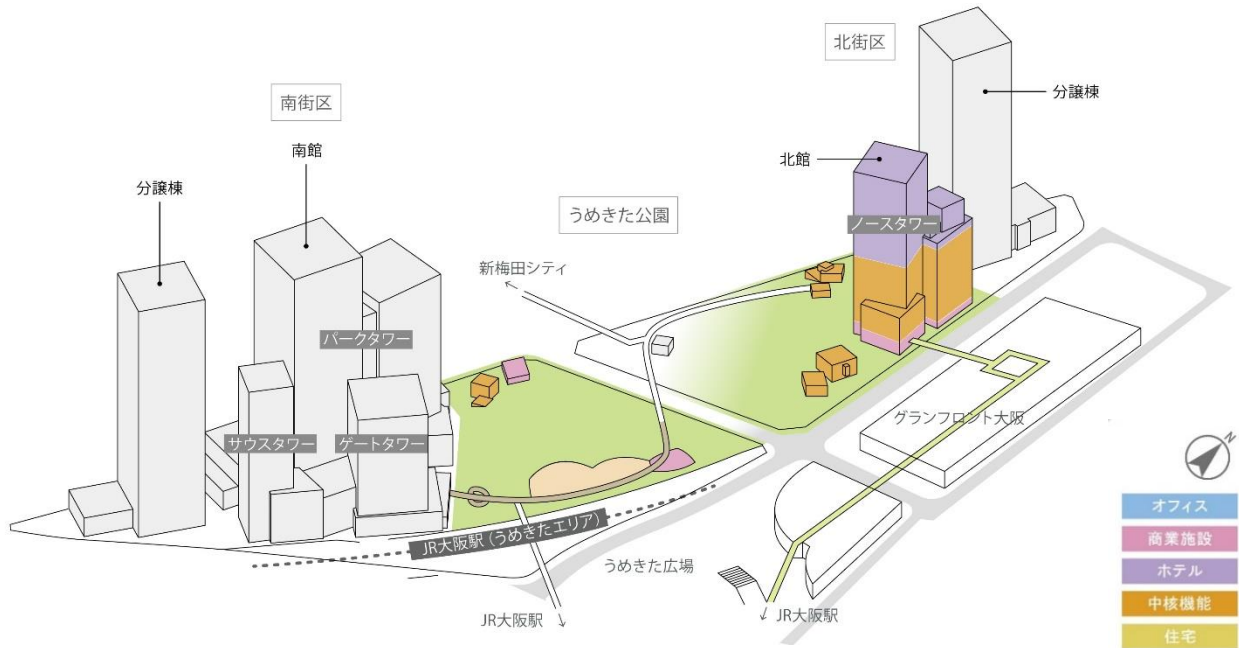 北街区
分譲棟
南街区
南館
北館
分譲棟
うめきた公園
ノースタワー
新梅田シティ
パークタワー
グランフロント大阪
サウスタワー
ゲートタワー
N
オフィス
商業施設
ホテル
中核機能
住宅
JR大阪駅(うめきたエリア)
うめきた広場
JR大阪駅
JR大阪駅